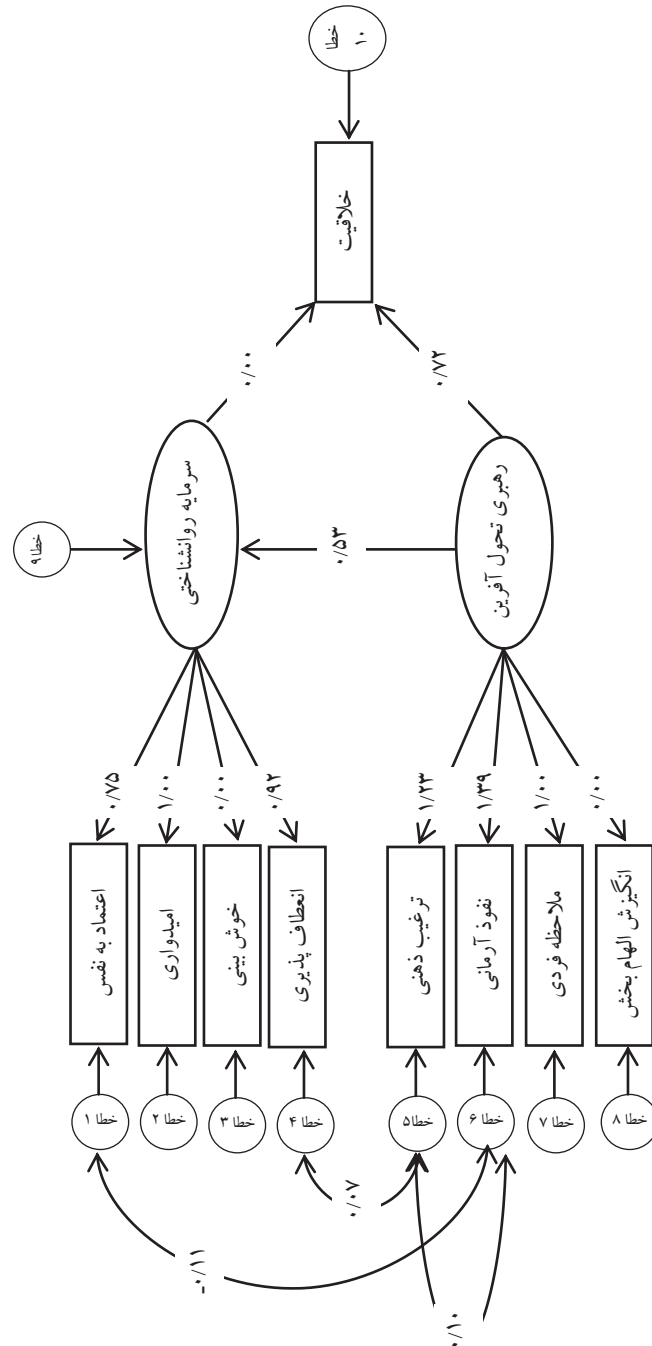 خطا
۱۰
خلاقیت
۰/۰۰
۰/۷۲
سرمایه روانشناختی
خطا ۹
۰/۵۳
رهبری تحول آفرین
۰/۷۵
۱/۰۰
۰/۰۰
۰/۹۲
۱/۲۳
۱/۳۹
۱/۰۰
۰/۰۰
اعتماد به نفس
امیدواری
خوش بینی
انعطاف پذیری
ترغیب ذهنی
نفوذ آرمانی
ملاحظه فردی
انگیزش الهام بخش
خطا ۱
خطا ۲
خطا ۳
خطا ۴
خطا ۵
خطا ۶
خطا ۷
خطا ۸
۰/۰۷
-۰/۱۱
۰/۱۰